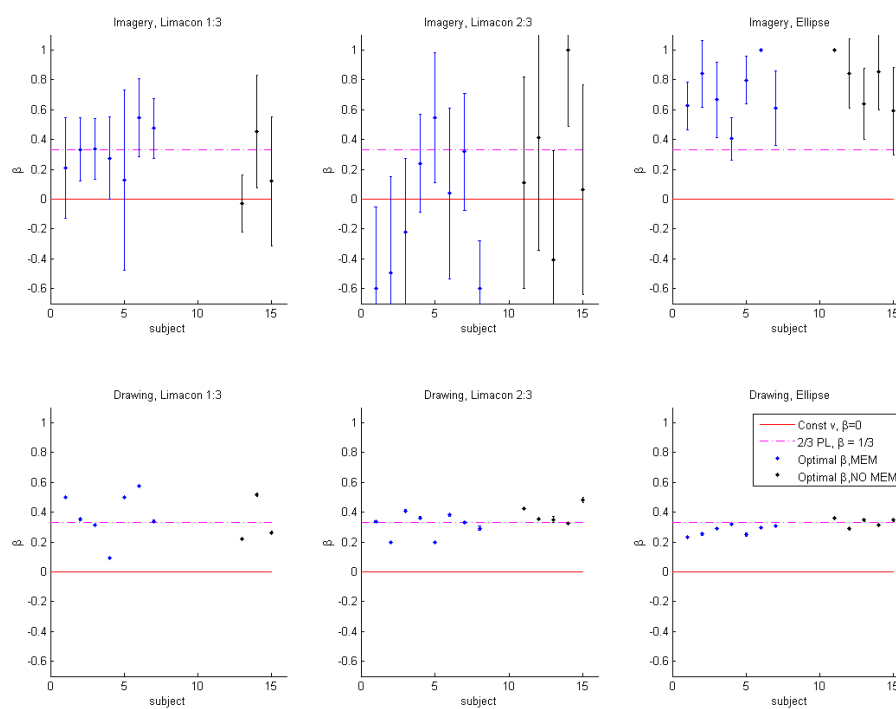 Imagery, Limacon 1:3
1
0.8
0.6
0.4
0.2
0
-0.2
-0.4
-0.6
β
0 5 10 15
subject
Imagery, Limacon 2:3
1
0.8
0.6
0.4
0.2
0
-0.2
-0.4
-0.6
β
0 5 10 15
subject
Imagery, Ellipse
1
0.8
0.6
0.4
0.2
0
-0.2
-0.4
-0.6
β
0 5 10 15
subject
Drawing, Limacon 1:3
1
0.8
0.6
0.4
0.2
0
-0.2
-0.4
-0.6
β
0 5 10 15
subject
Drawing, Limacon 2:3
1
0.8
0.6
0.4
0.2
0
-0.2
-0.4
-0.6
β
0 5 10 15
subject
Drawing, Ellipse
1
0.8
0.6
0.4
0.2
0
-0.2
-0.4
-0.6
β
0 5 10 15
subject
Const v, β=0
2/3 PL, β = 1/3
Optimal β,MEM
Optimal β,NO MEM